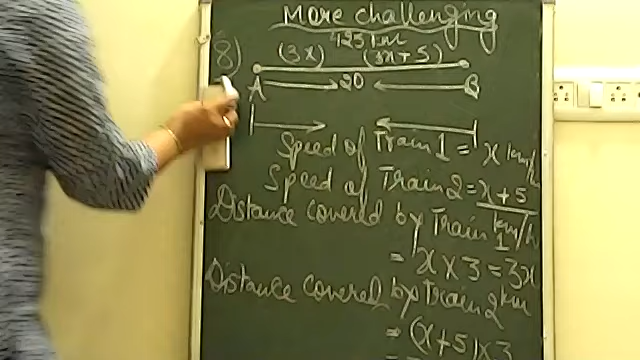 More challenging
8)
425 km
(3x) (3x+5)
A 20 B
Speed of Train 1 = x km/h
Speed of Train 2 = x+5
km/h
Distance covered by Train 1
= x x 3 = 3x
Distance covered by Train 2 km
= (x+5) x 3